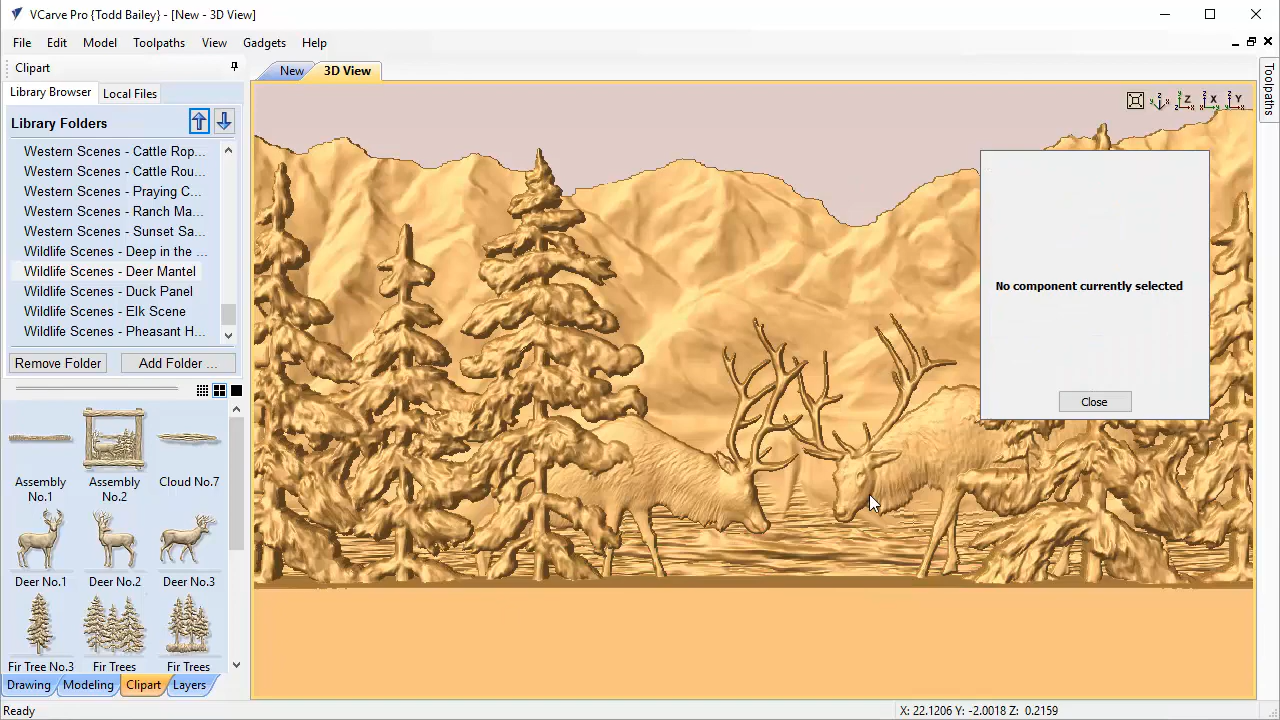 VCarve Pro {Todd Bailey} - [New - 3D View]
File Edit Model Toolpaths View Gadgets Help
Clipart
Library Browser Local Files
Library Folders
Western Scenes - Cattle Rop...
Western Scenes - Cattle Rou...
Western Scenes - Praying C...
Western Scenes - Ranch Ma...
Western Scenes - Sunset Sa...
Wildlife Scenes - Deep in the ...
Wildlife Scenes - Deer Mantel
Wildlife Scenes - Duck Panel
Wildlife Scenes - Elk Scene
Wildlife Scenes - Pheasant H...
Remove Folder Add Folder ...
Assembly No.1
Assembly No.2
Cloud No.7
Deer No.1 Deer No.2 Deer No.3
Fir Tree No.3 Fir Trees Fir Trees
Drawing Modeling Clipart Layers
New 3D View
No component currently selected
Close
Toolpaths
Ready
X: 22.1206 Y: -2.0018 Z: 0.2159